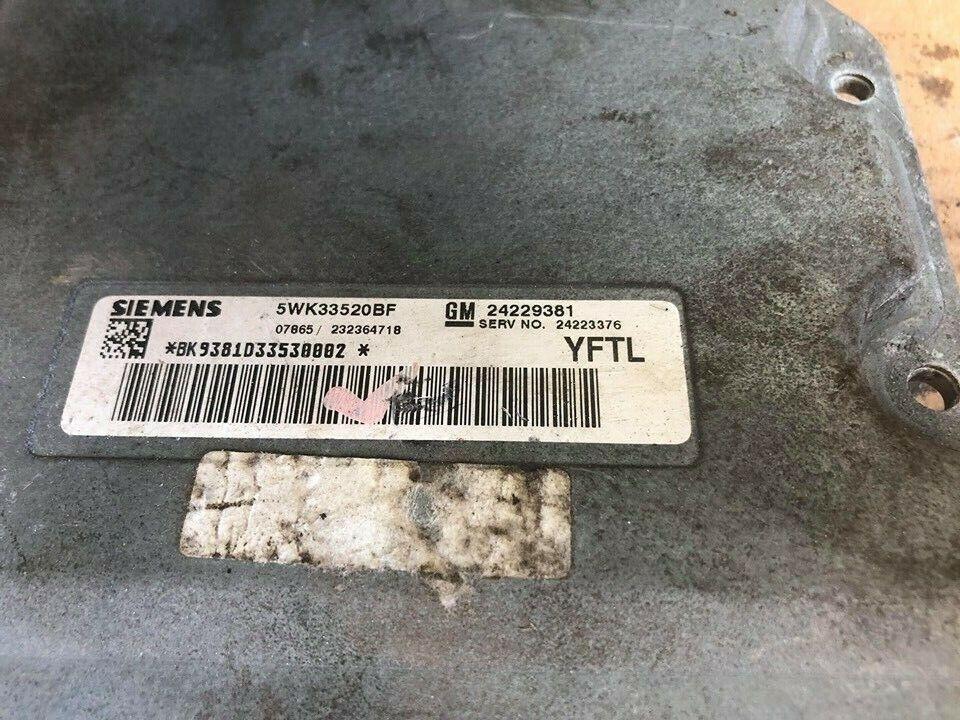 SIEMENS 5WK33520BF GM 24229381
07865 / 232364718 SERV NO. 24223376
*BK9381D33530002 * YFTL